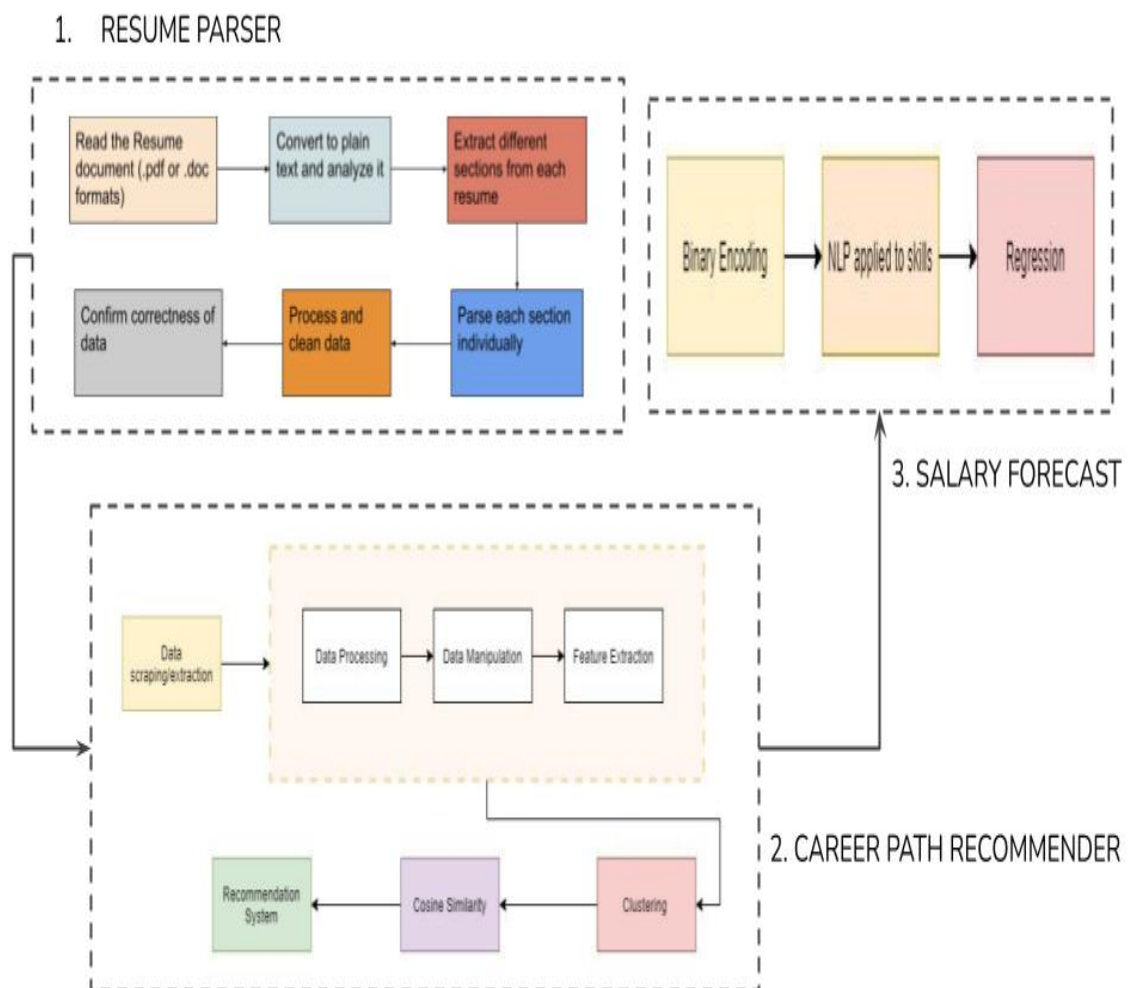 1. RESUME PARSER
Read the Resume
document (.pdf or .doc
formats)
Convert to plain
text and analyze it
Extract different
sections from each
resume
Confirm correctness of
data
Process and
clean data
Parse each section
individually
Binary Encoding
NLP applied to skills
Regression
3. SALARY FORECAST
Data
scraping/extraction
Data Processing
Data Manipulation
Feature Extraction
2. CAREER PATH RECOMMENDER
Recommendation
System
Cosine Similarity
Clustering